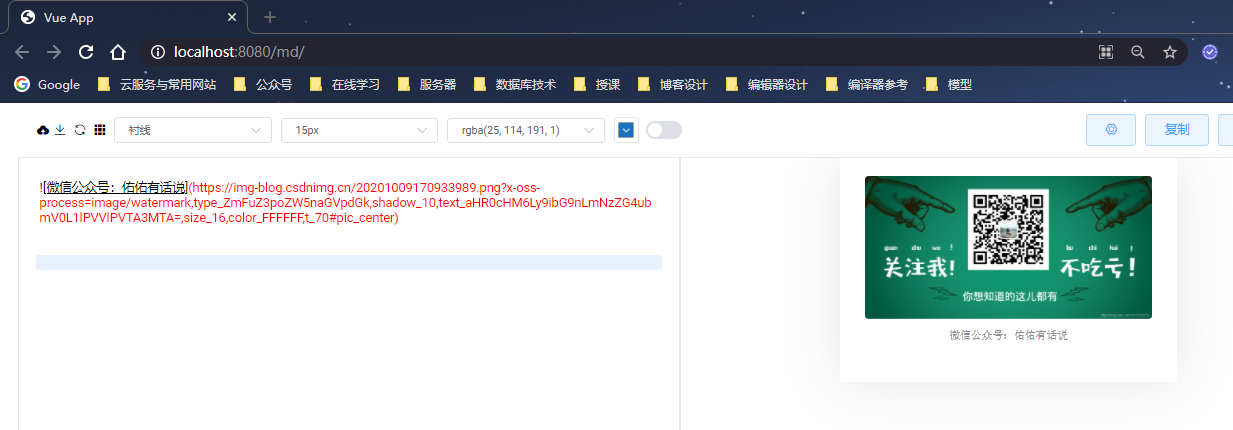 Vue App
localhost:8080/md/
Google 云服务与常用网站 公众号 在线学习 服务器 数据库技术 授课 博客设计 编辑器设计 编译器参考 模型
衬线 15px rgba(25, 114, 191, 1) 复制
![微信公众号：佑佑有话说](https://img-blog.csdnimg.cn/20201009170933989.png?x-oss-
process=image/watermark,type_ZmFuZ3poZW5naGVpdGk,shadow_10,text_aHR0cHM6Ly9ibG9nLmNzZG4ub
mV0L1lPVVlPVTA3MTA=,size_16,color_FFFFFF,t_70#pic_center)
guan zhu wo ! bu chi kui !
关注我! 不吃亏!
你想知道的这儿都有
微信公众号：佑佑有话说